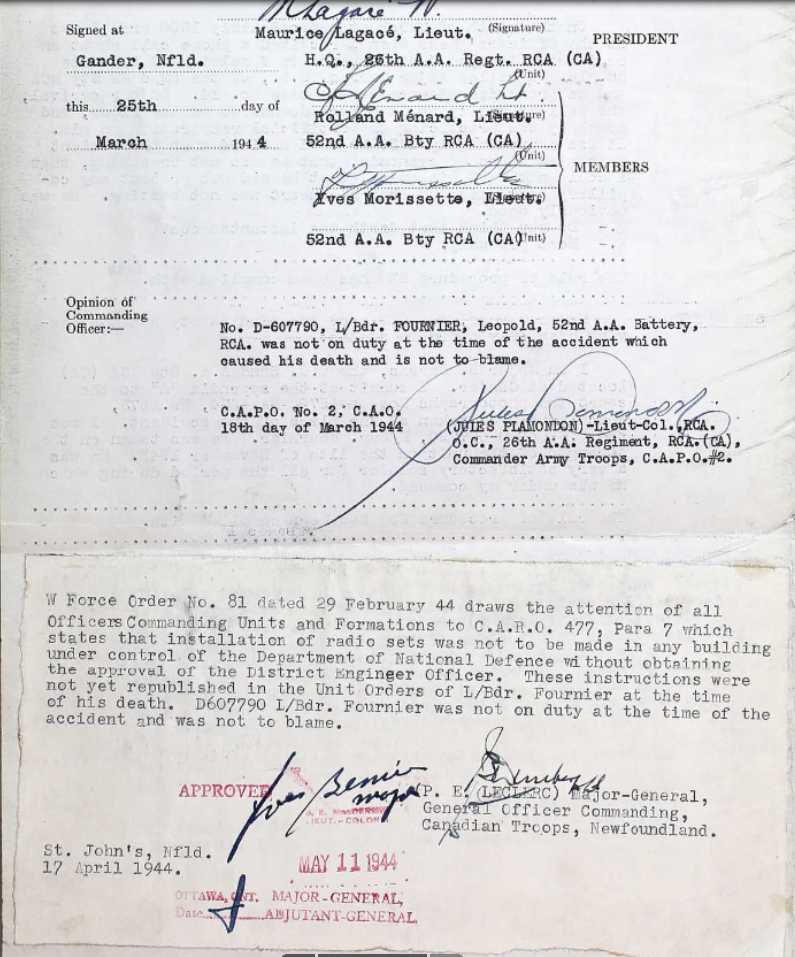 Signed at
Maurice Lagacé, Lieut. (Signature)
PRESIDENT
Gander, Nfld.
H.Q., 26th A.A. Regt. RCA (CA)
(Unit)
this 25th day of
Rolland Ménard, Lieut. (Signature)
March 1944
52nd A.A. Bty RCA (CA)
(Unit)
MEMBERS
Yves Morissette, Lieut.
52nd A.A. Bty RCA (CA) (Unit)
Opinion of
Commanding
Officer:—
No. D-607790, L/Bdr. FOURNIER, Leopold, 52nd A.A. Battery,
RCA. was not on duty at the time of the accident which
caused his death and is not to blame.
C.A.P.O. No. 2, C.A.O.
18th day of March 1944
(JULES PLAMONDON)-Lieut-Col., RCA.
O.C., 26th A.A. Regiment, RCA.(CA),
Commander Army Troops, C.A.P.O.#2.
W Force Order No. 81 dated 29 February 44 draws the attention of all
Officers Commanding Units and Formations to C.A.R.O. 477, Para 7 which
states that installation of radio sets was not to be made in any building
under control of the Department of National Defence without obtaining
the approval of the District Enginger Officer. These instructions were
not yet republished in the Unit Orders of L/Bdr. Fournier at the time
of his death. D607790 L/Bdr. Fournier was not on duty at the time of the
accident and was not to blame.
APPROVED
(P. E. LECLERC) Major-General,
LIEUT.-COLONEL
General Officer Commanding,
Canadian Troops, Newfoundland.
St. John's, Nfld.
17 April 1944.
MAY 11 1944
OTTAWA, ONT. MAJOR-GENERAL,
Date ADJUTANT-GENERAL